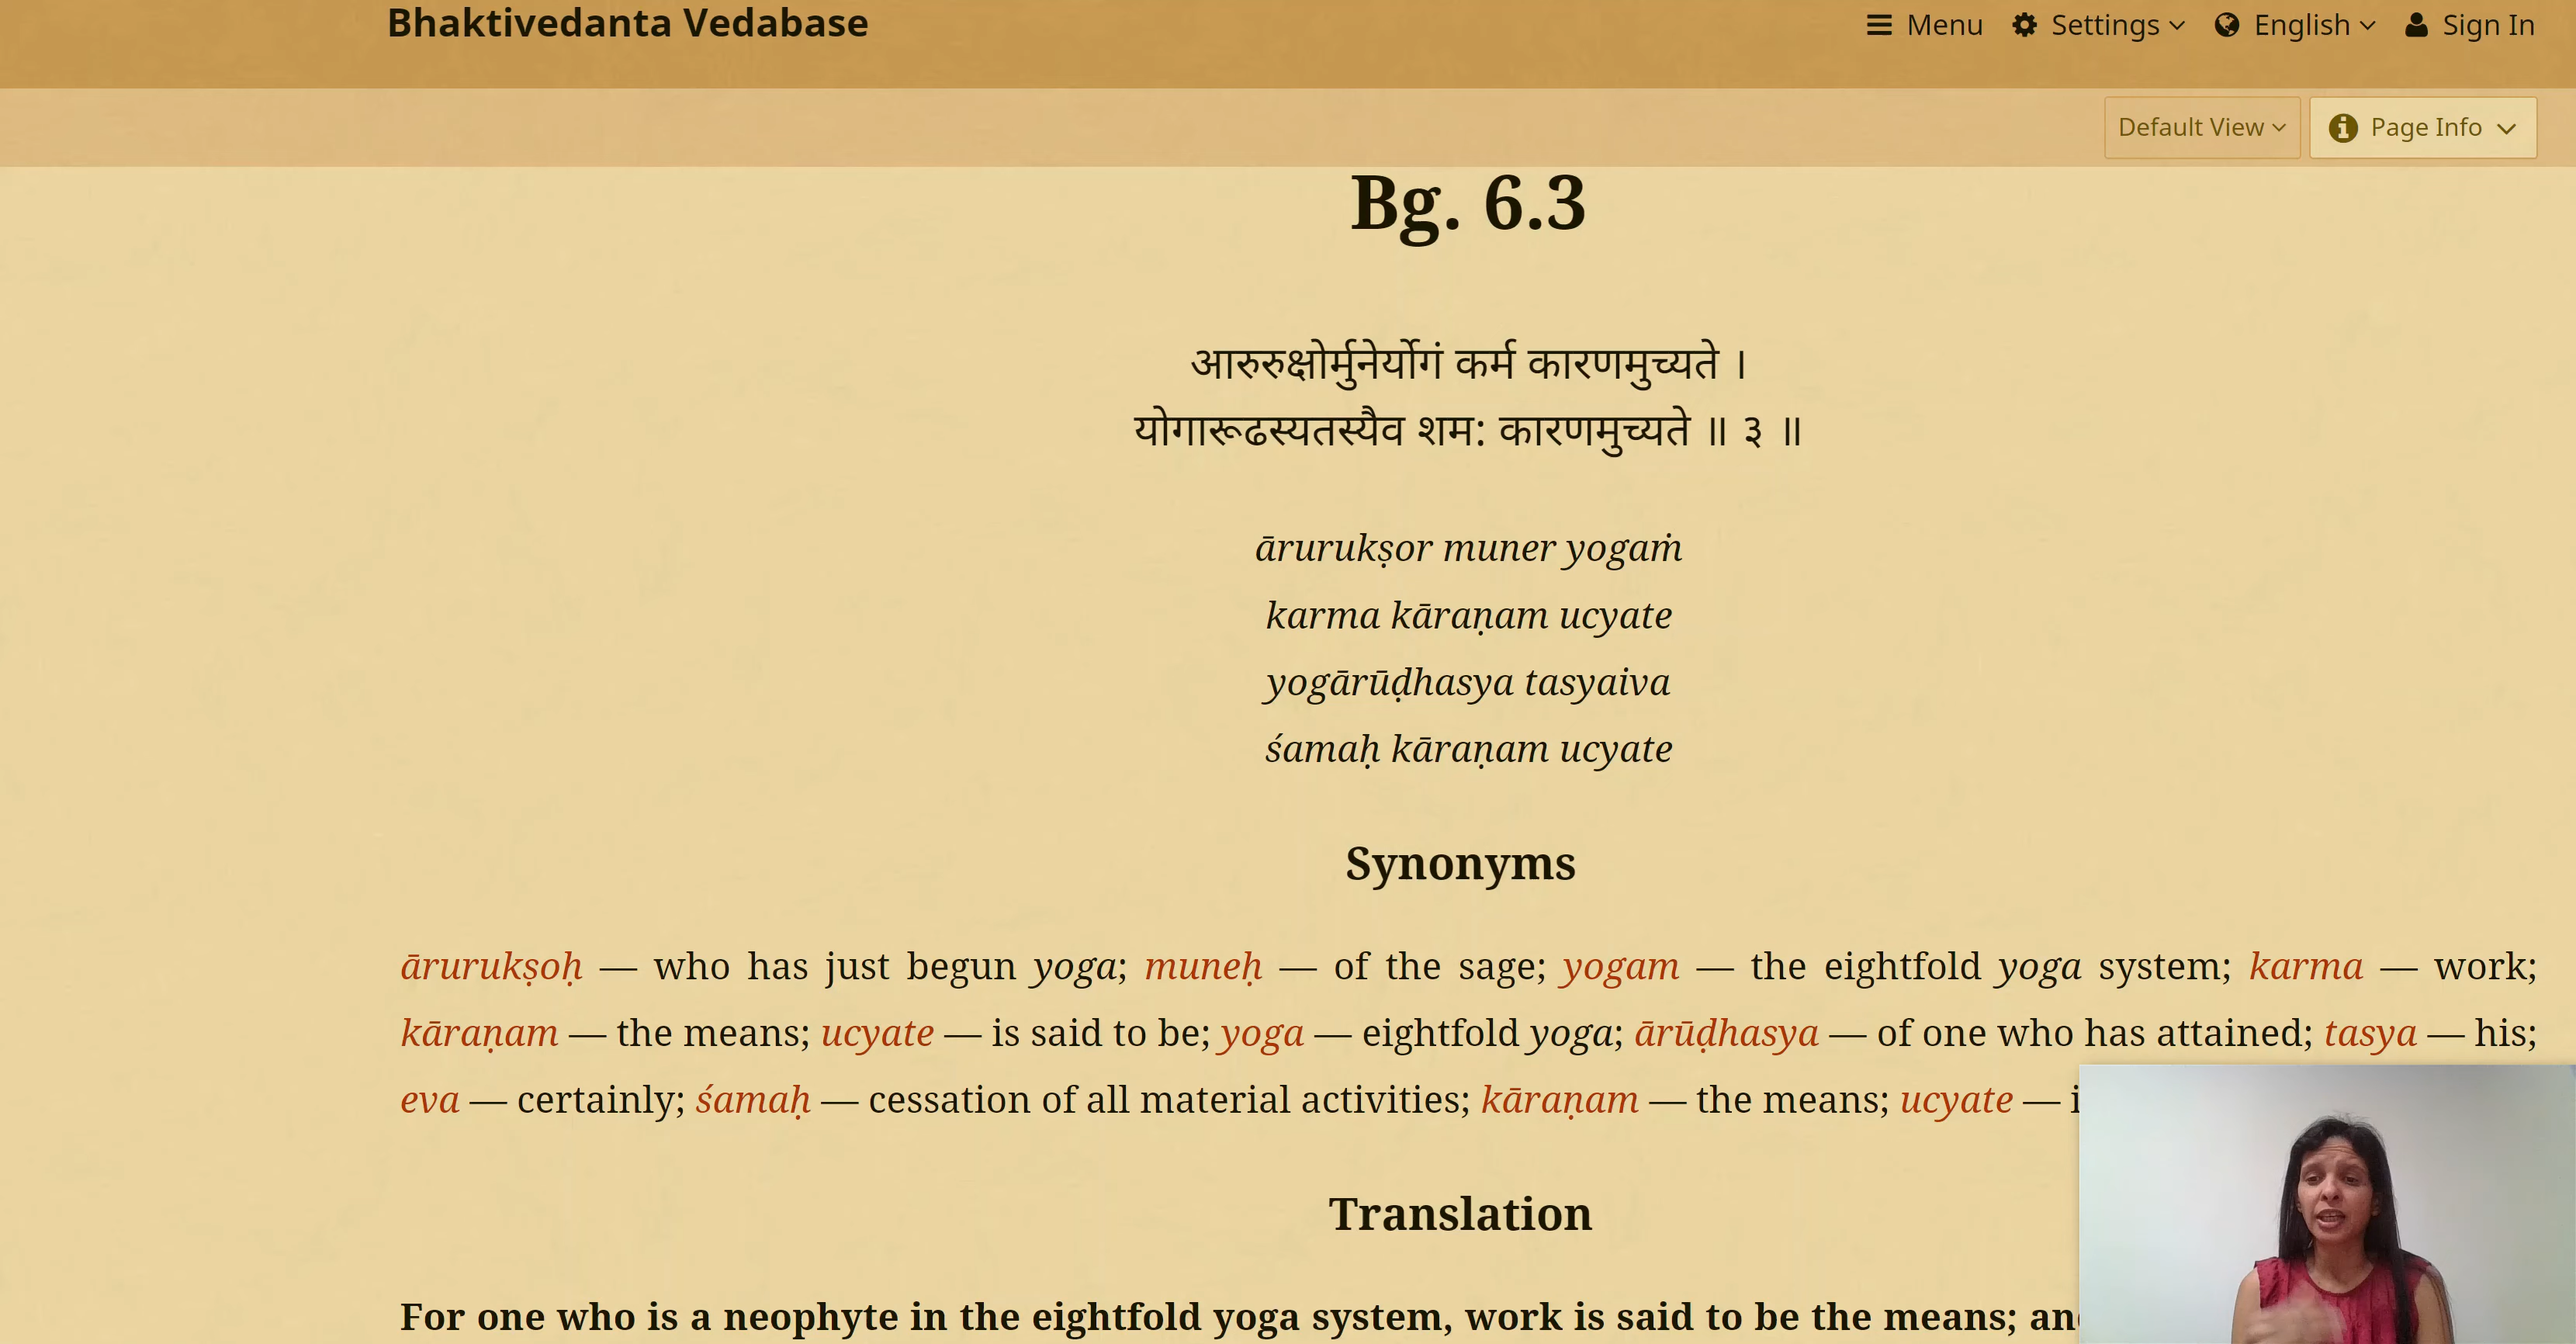 Bhaktivedanta Vedabase
Menu Settings English Sign In
Default View Page Info
Bg. 6.3
आरुरुक्षोर्मुनेर्योगं कर्म कारणमुच्यते ।
योगारूढस्यतस्यैव शम: कारणमुच्यते ॥ ३ ॥
ārurukṣor muner yogaṁ
karma kāraṇam ucyate
yogārūḍhasya tasyaiva
śamaḥ kāraṇam ucyate
Synonyms
ārurukṣoḥ — who has just begun yoga; muneḥ — of the sage; yogam — the eightfold yoga system; karma — work;
kāraṇam — the means; ucyate — is said to be; yoga — eightfold yoga; ārūḍhasya — of one who has attained; tasya — his;
eva — certainly; śamaḥ — cessation of all material activities; kāraṇam — the means; ucyate —
Translation
For one who is a neophyte in the eightfold yoga system, work is said to be the means;